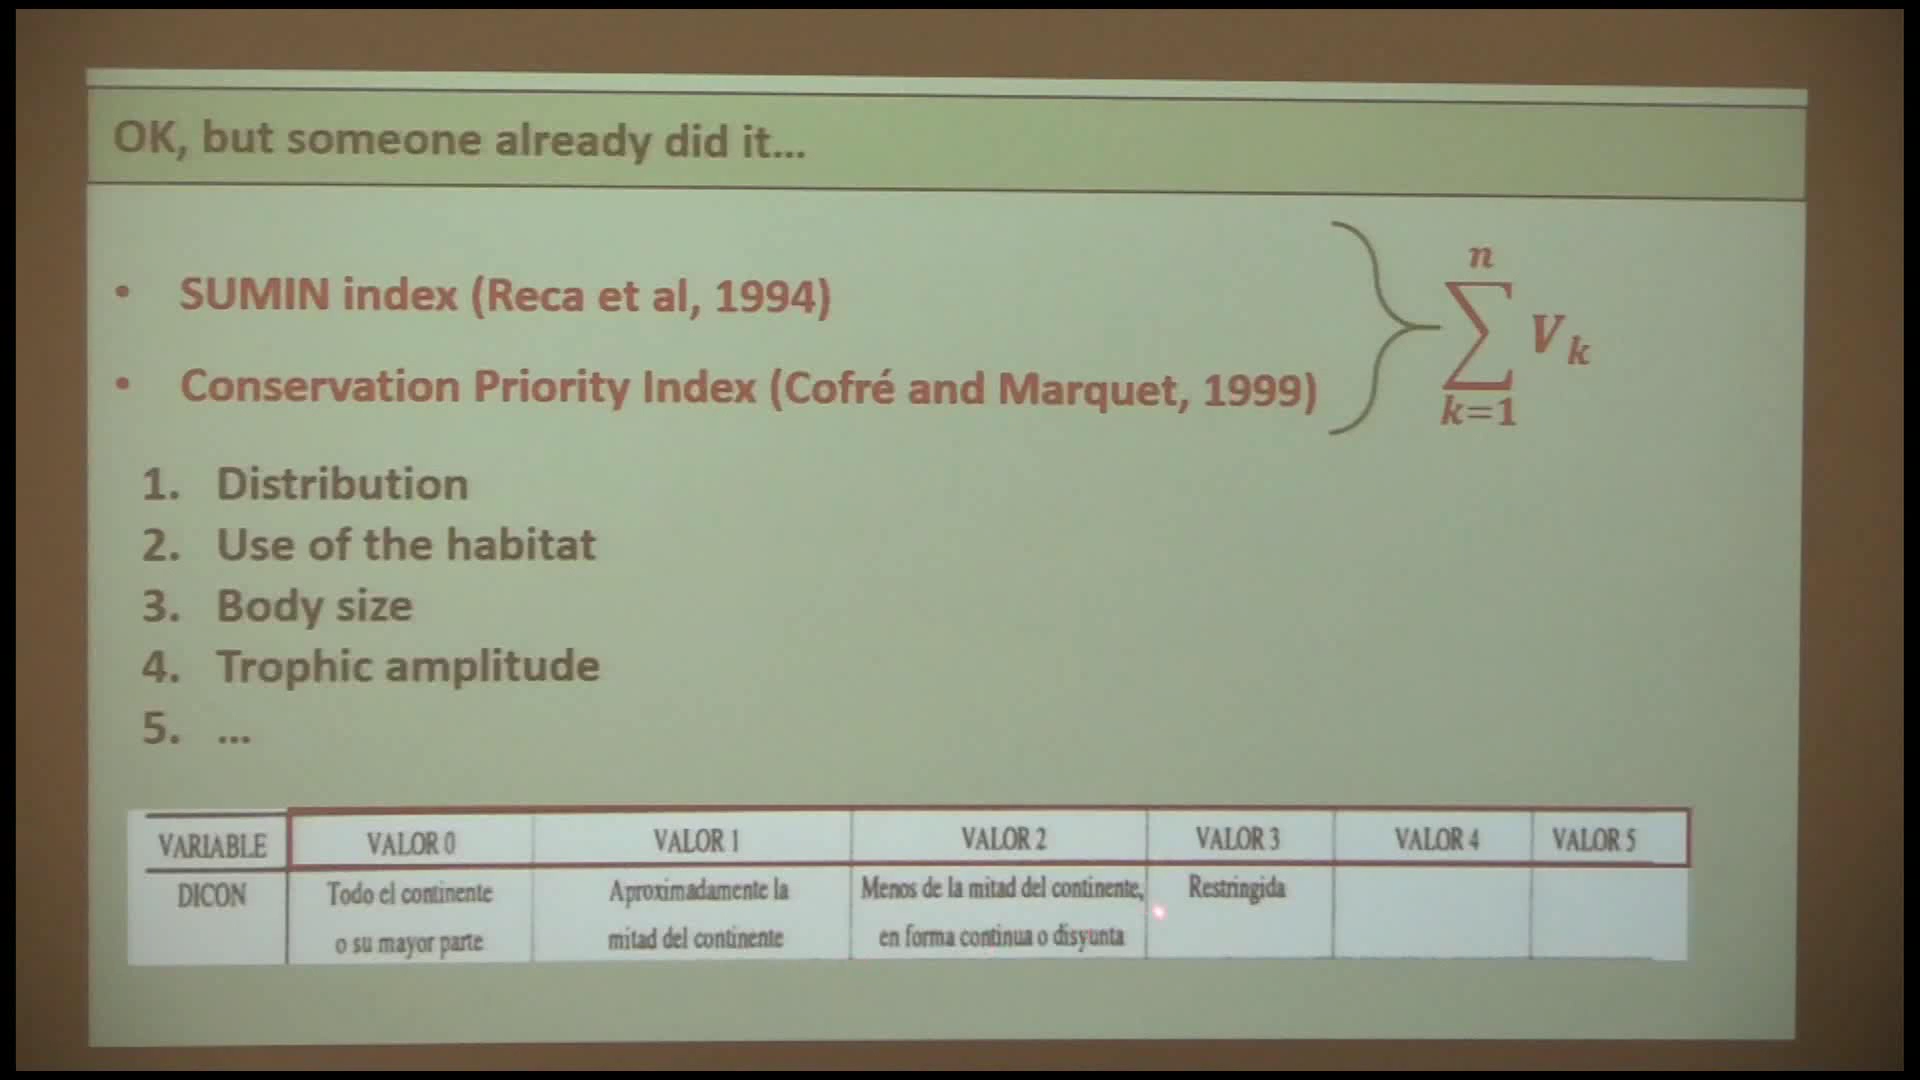 OK, but someone already did it...
• SUMIN index (Reca et al, 1994)
• Conservation Priority Index (Cofré and Marquet, 1999)
n
∑ Vk
k=1
1. Distribution
2. Use of the habitat
3. Body size
4. Trophic amplitude
5. ...
VARIABLE VALOR 0 VALOR 1 VALOR 2 VALOR 3 VALOR 4 VALOR 5
DICON Todo el continente Aproximadamente la Menos de la mitad del continente, Restringida
o su mayor parte mitad del continente en forma continua o disyunta